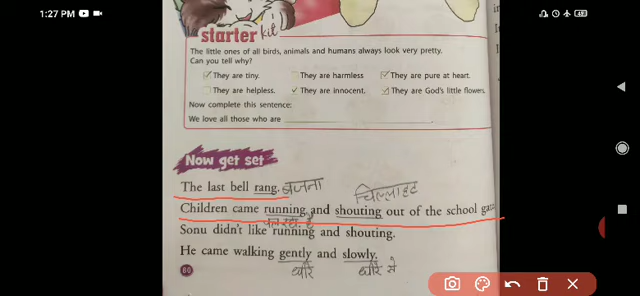 1:27 PM
starter kit
The little ones of all birds, animals and humans always look very pretty.
Can you tell why?
They are tiny. They are harmless They are pure at heart.
They are helpless. They are innocent. They are God's little flowers.
Now complete this sentence:
We love all those who are
Now get set
The last bell rang. बजना
चिल्लाहट
Children came running and shouting out of the school gate
Sonu didn't like running and shouting.
He came walking gently and slowly.
60 धीरे धीरे से